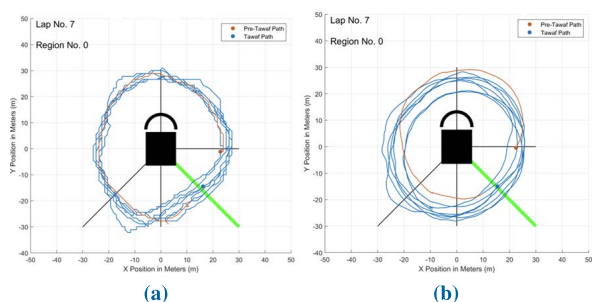 Lap No. 7
Region No. 0
Pre-Tawaf Path
Tawaf Path
Y Position in Meters (m)
50
40
30
20
10
0
-10
-20
-30
-40
-50 -40 -30 -20 -10 0 10 20 30 40 50
X Position in Meters (m)
(a)
Lap No. 7
Region No. 0
Pre-Tawaf Path
Tawaf Path
Y Position in Meters (m)
50
40
30
20
10
0
-10
-20
-30
-40
-50 -40 -30 -20 -10 0 10 20 30 40 50
X Position in Meters (m)
(b)